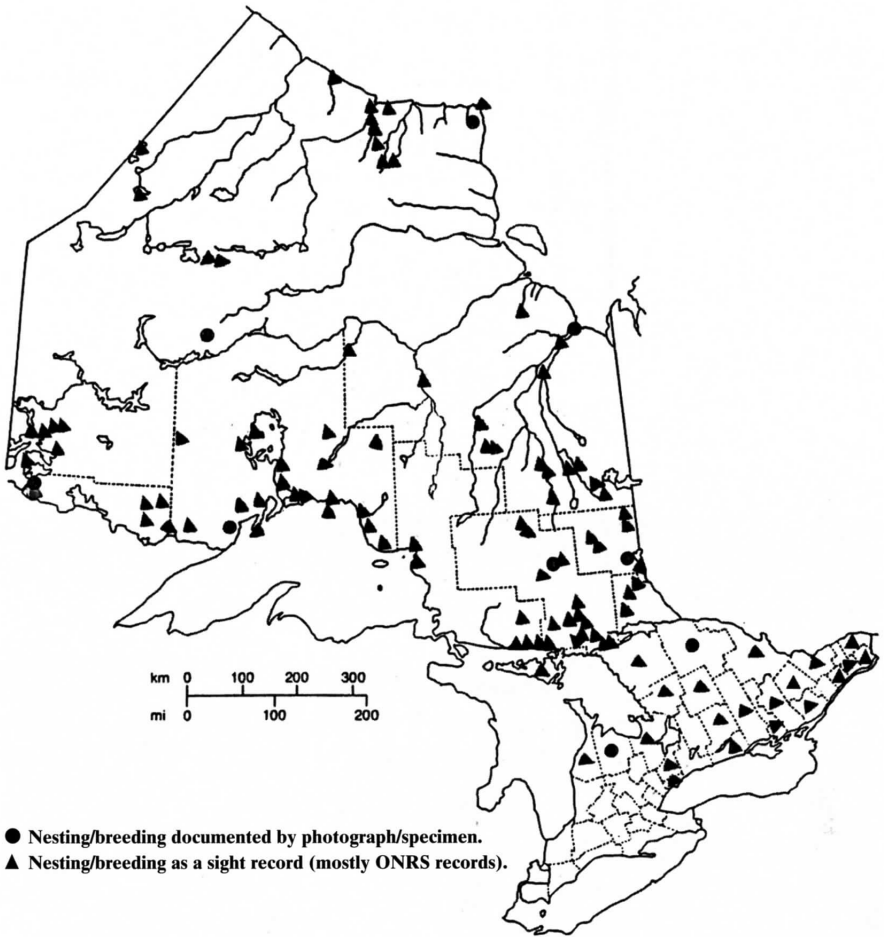 km 0 100 200 300
mi 0 100 200
● Nesting/breeding documented by photograph/specimen.
▲ Nesting/breeding as a sight record (mostly ONRS records).